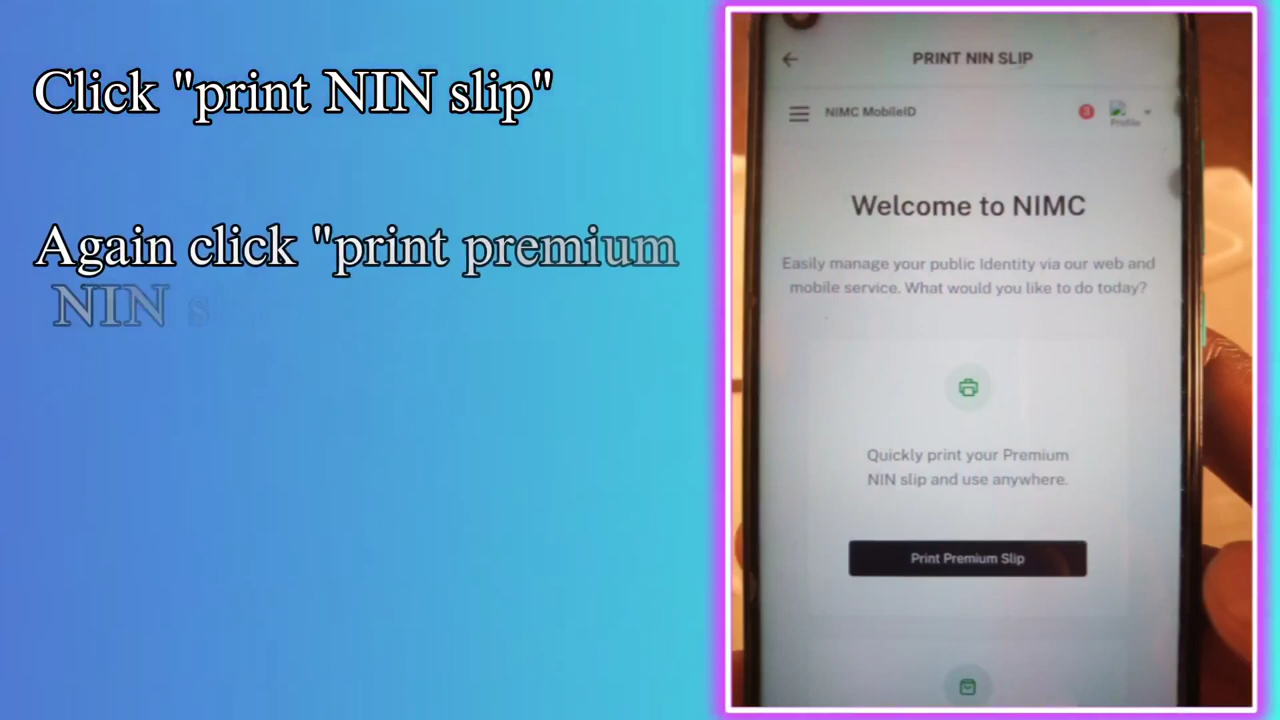 Click "print NIN slip"
Again click "print premium
NIN
PRINT NIN SLIP
NIMC MobileID
3
Profile
Welcome to NIMC
Easily manage your public Identity via our web and
mobile service. What would you like to do today?
Quickly print your Premium
NIN slip and use anywhere.
Print Premium Slip